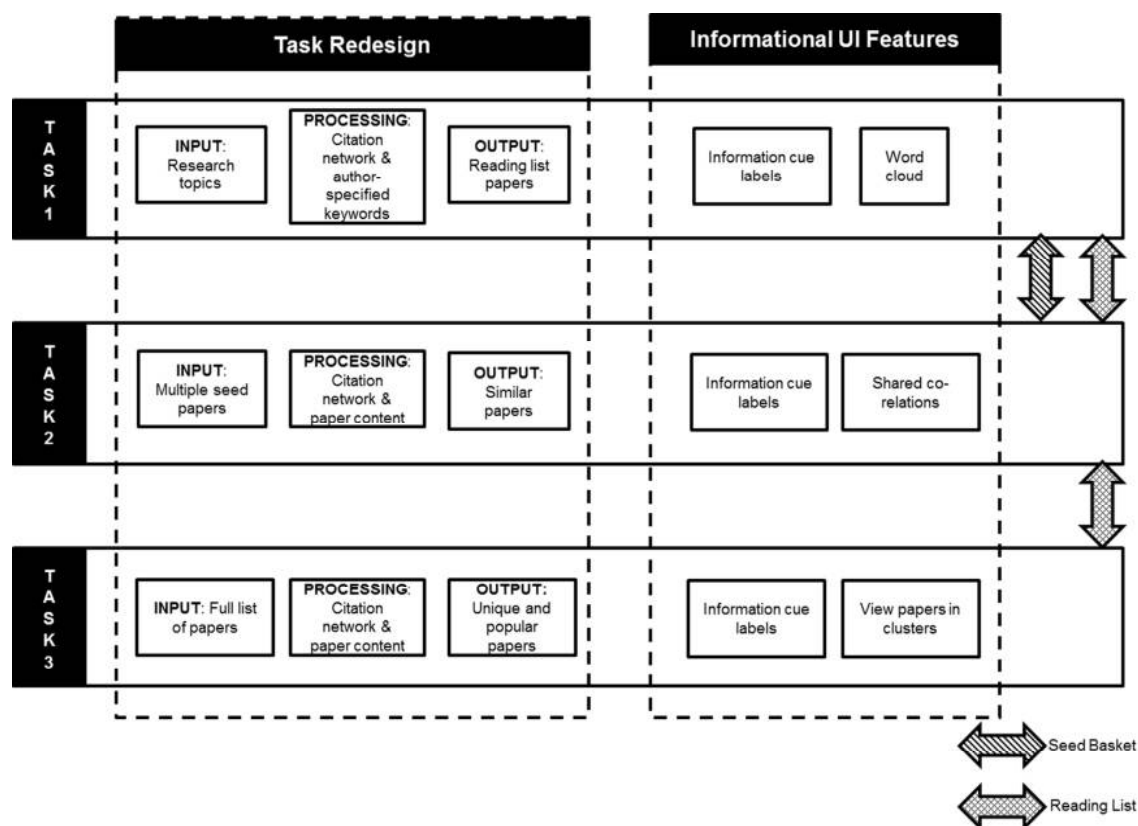 Task Redesign
Informational UI Features
TASK 1
INPUT:
Research
topics
PROCESSING:
Citation
network &
author-
specified
keywords
OUTPUT:
Reading list
papers
Information cue
labels
Word
cloud
TASK 2
INPUT:
Multiple seed
papers
PROCESSING:
Citation
network &
paper content
OUTPUT:
Similar
papers
Information cue
labels
Shared co-
relations
TASK 3
INPUT: Full list
of papers
PROCESSING:
Citation
network &
paper content
OUTPUT:
Unique and
popular
papers
Information cue
labels
View papers in
clusters
Seed Basket
Reading List